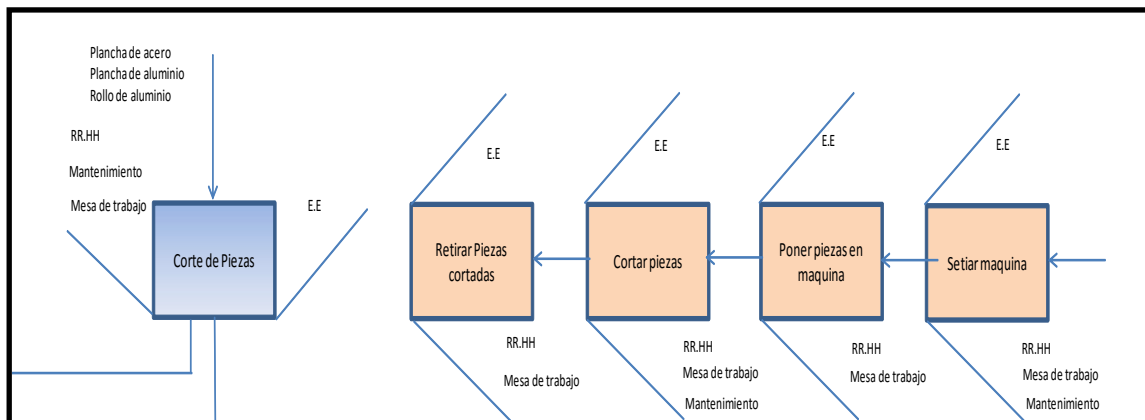 Plancha de acero
Plancha de aluminio
Rollo de aluminio
RR.HH
Mantenimiento
Mesa de trabajo
E.E
Corte de Piezas
E.E
Retirar Piezas
cortadas
RR.HH
Mesa de trabajo
E.E
Cortar piezas
RR.HH
Mesa de trabajo
Mantenimiento
E.E
Poner piezas en
maquina
RR.HH
Mesa de trabajo
E.E
Setiar maquina
RR.HH
Mesa de trabajo
Mantenimiento